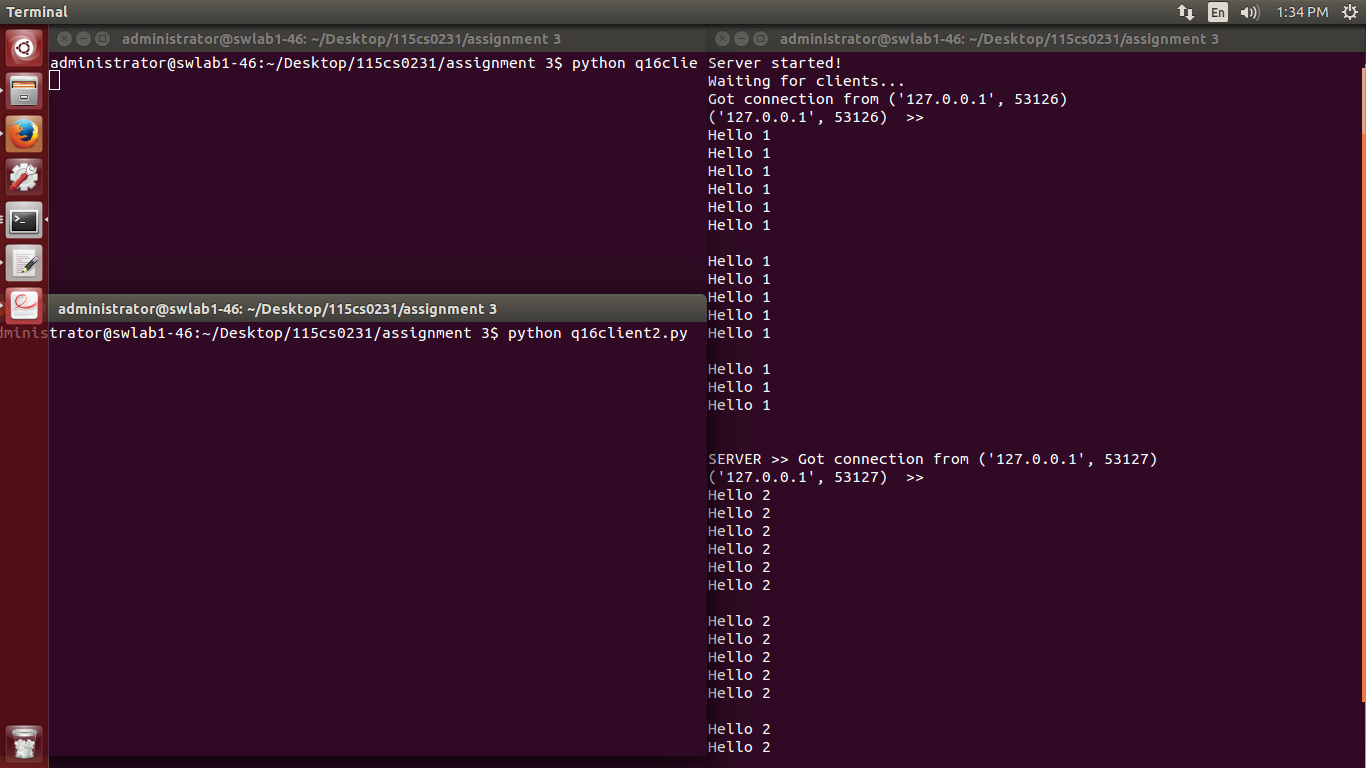 Terminal
En
1:34 PM
administrator@swlab1-46: ~/Desktop/115cs0231/assignment 3
administrator@swlab1-46:~/Desktop/115cs0231/assignment 3$ python q16clie
administrator@swlab1-46: ~/Desktop/115cs0231/assignment 3
administrator@swlab1-46:~/Desktop/115cs0231/assignment 3$ python q16client2.py
administrator@swlab1-46: ~/Desktop/115cs0231/assignment 3
Server started!
Waiting for clients...
Got connection from ('127.0.0.1', 53126)
('127.0.0.1', 53126)  >>
Hello 1
Hello 1
Hello 1
Hello 1
Hello 1
Hello 1
Hello 1
Hello 1
Hello 1
Hello 1
Hello 1
Hello 1
Hello 1
Hello 1
SERVER >> Got connection from ('127.0.0.1', 53127)
('127.0.0.1', 53127)  >>
Hello 2
Hello 2
Hello 2
Hello 2
Hello 2
Hello 2
Hello 2
Hello 2
Hello 2
Hello 2
Hello 2
Hello 2
Hello 2